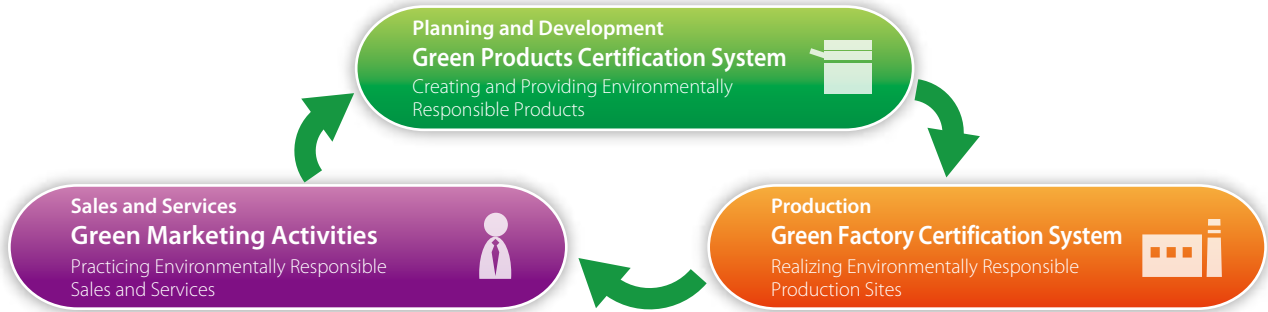 Planning and Development
Green Products Certification System
Creating and Providing Environmentally
Responsible Products
Sales and Services
Green Marketing Activities
Practicing Environmentally Responsible
Sales and Services
Production
Green Factory Certification System
Realizing Environmentally Responsible
Production Sites